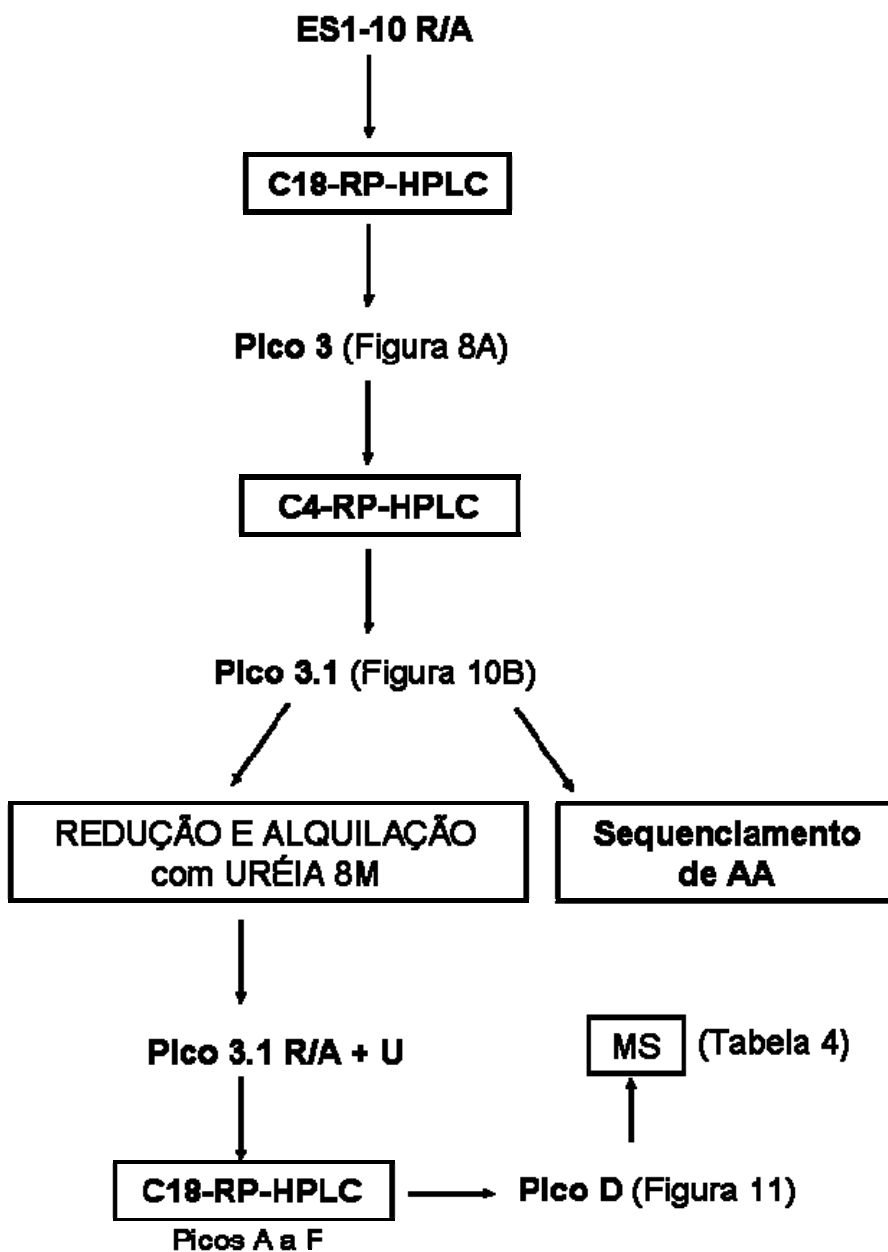 ES1-10 R/A
C18-RP-HPLC
Pico 3 (Figura 8A)
C4-RP-HPLC
Pico 3.1 (Figura 10B)
REDUÇÃO E ALQUILAÇÃO
com URÉIA 8M
Sequenciamento
de AA
Pico 3.1 R/A + U
MS (Tabela 4)
C18-RP-HPLC
Pico D (Figura 11)
Picos A a F